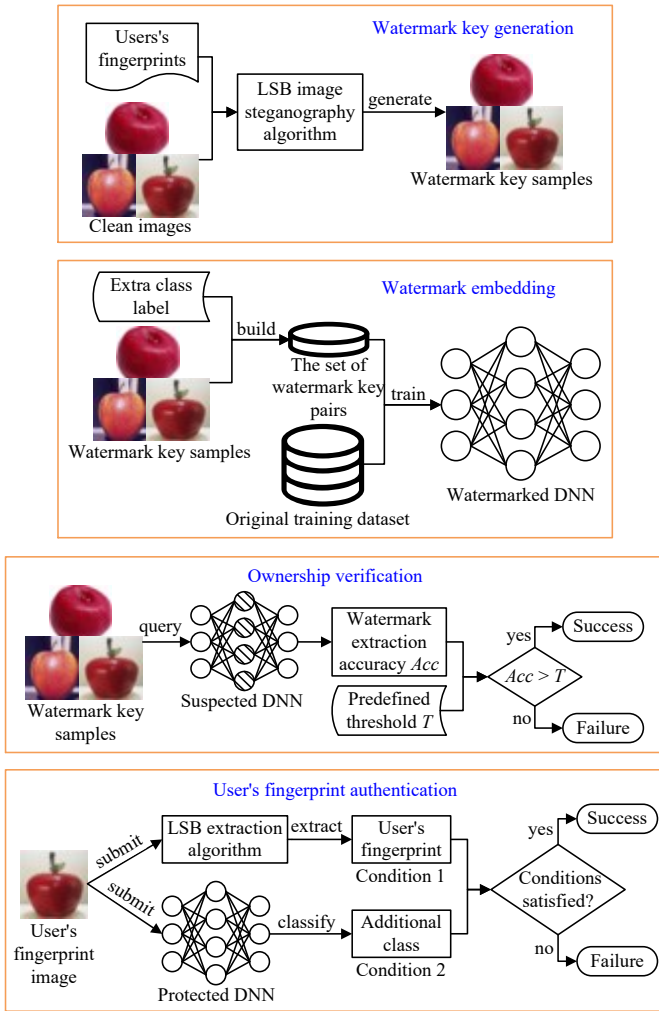 Watermark key generation
Users's
fingerprints
LSB image
steganography
algorithm
generate
Clean images
Watermark key samples
Watermark embedding
Extra class
label
build
The set of
watermark key
pairs
train
Watermark key samples
Original training dataset
Watermarked DNN
Ownership verification
query
Watermark key
samples
Suspected DNN
Watermark
extraction
accuracy Acc
Predefined
threshold T
Acc > T
yes
Success
no
Failure
User's fingerprint authentication
submit
submit
User's
fingerprint
image
LSB extraction
algorithm
extract
User's
fingerprint
Condition 1
Protected DNN
classify
Additional
class
Condition 2
Conditions
satisfied?
yes
Success
no
Failure